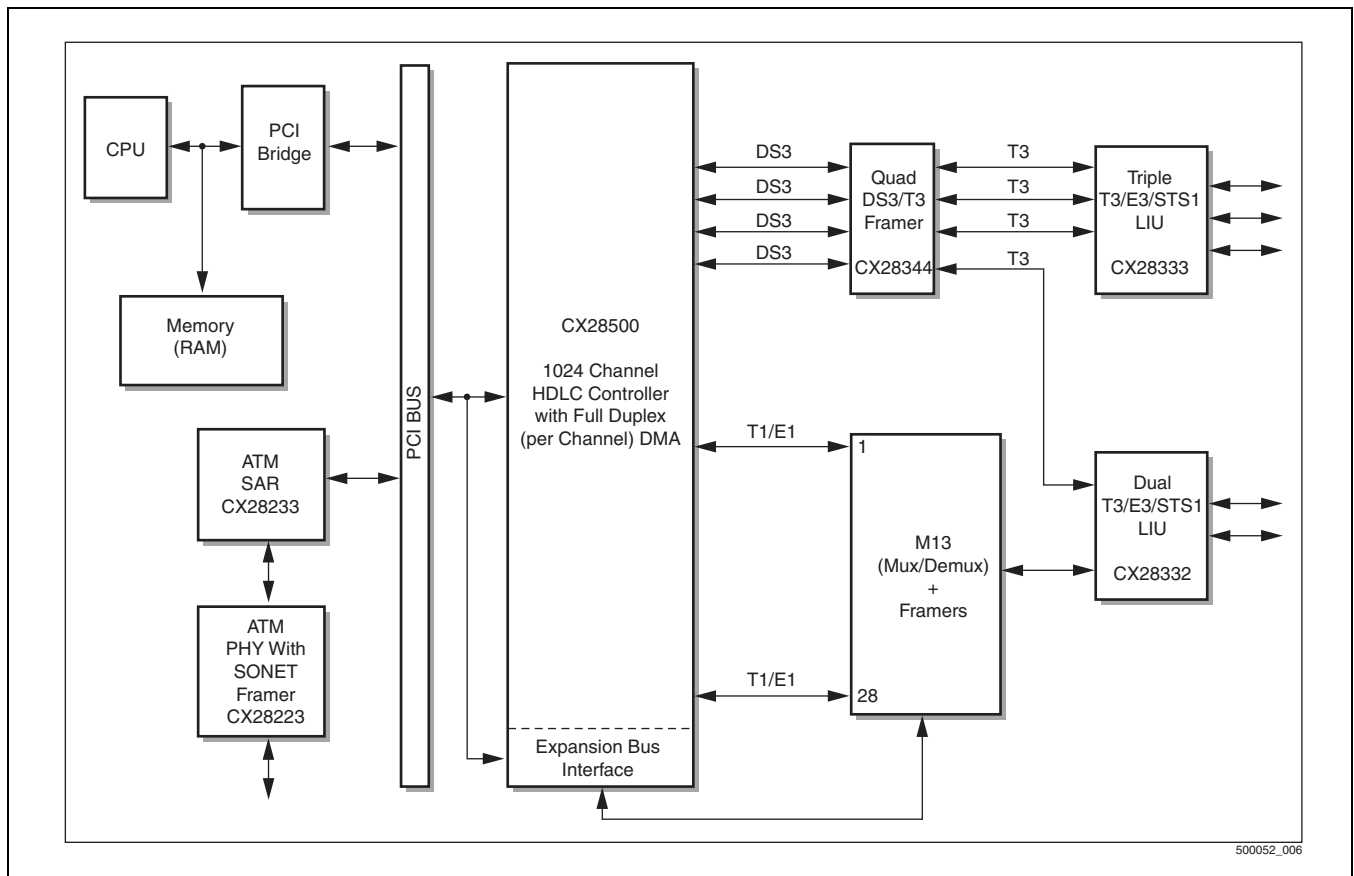 CPU
PCI
Bridge
Memory
(RAM)
ATM
SAR
CX28233
ATM
PHY With
SONET
Framer
CX28223
PCI BUS
CX28500
1024 Channel
HDLC Controller
with Full Duplex
(per Channel) DMA
Expansion Bus
Interface
DS3
DS3
DS3
DS3
T1/E1
T1/E1
Quad
DS3/T3
Framer
CX28344
T3
T3
T3
T3
Triple
T3/E3/STS1
LIU
CX28333
1
M13
(Mux/Demux)
+
Framers
28
Dual
T3/E3/STS1
LIU
CX28332
500052_006